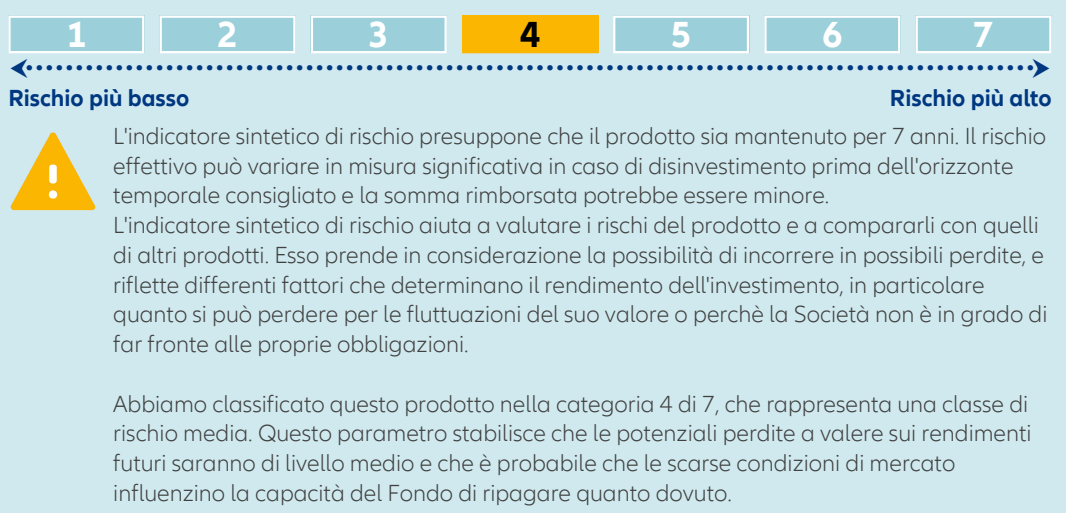 1 2 3 4 5 6 7
Rischio più basso Rischio più alto
L'indicatore sintetico di rischio presuppone che il prodotto sia mantenuto per 7 anni. Il rischio
effettivo può variare in misura significativa in caso di disinvestimento prima dell'orizzonte
temporale consigliato e la somma rimborsata potrebbe essere minore.
L'indicatore sintetico di rischio aiuta a valutare i rischi del prodotto e a compararli con quelli
di altri prodotti. Esso prende in considerazione la possibilità di incorrere in possibili perdite, e
riflette differenti fattori che determinano il rendimento dell'investimento, in particolare
quanto si può perdere per le fluttuazioni del suo valore o perchè la Società non è in grado di
far fronte alle proprie obbligazioni.
Abbiamo classificato questo prodotto nella categoria 4 di 7, che rappresenta una classe di
rischio media. Questo parametro stabilisce che le potenziali perdite a valere sui rendimenti
futuri saranno di livello medio e che è probabile che le scarse condizioni di mercato
influenzino la capacità del Fondo di ripagare quanto dovuto.